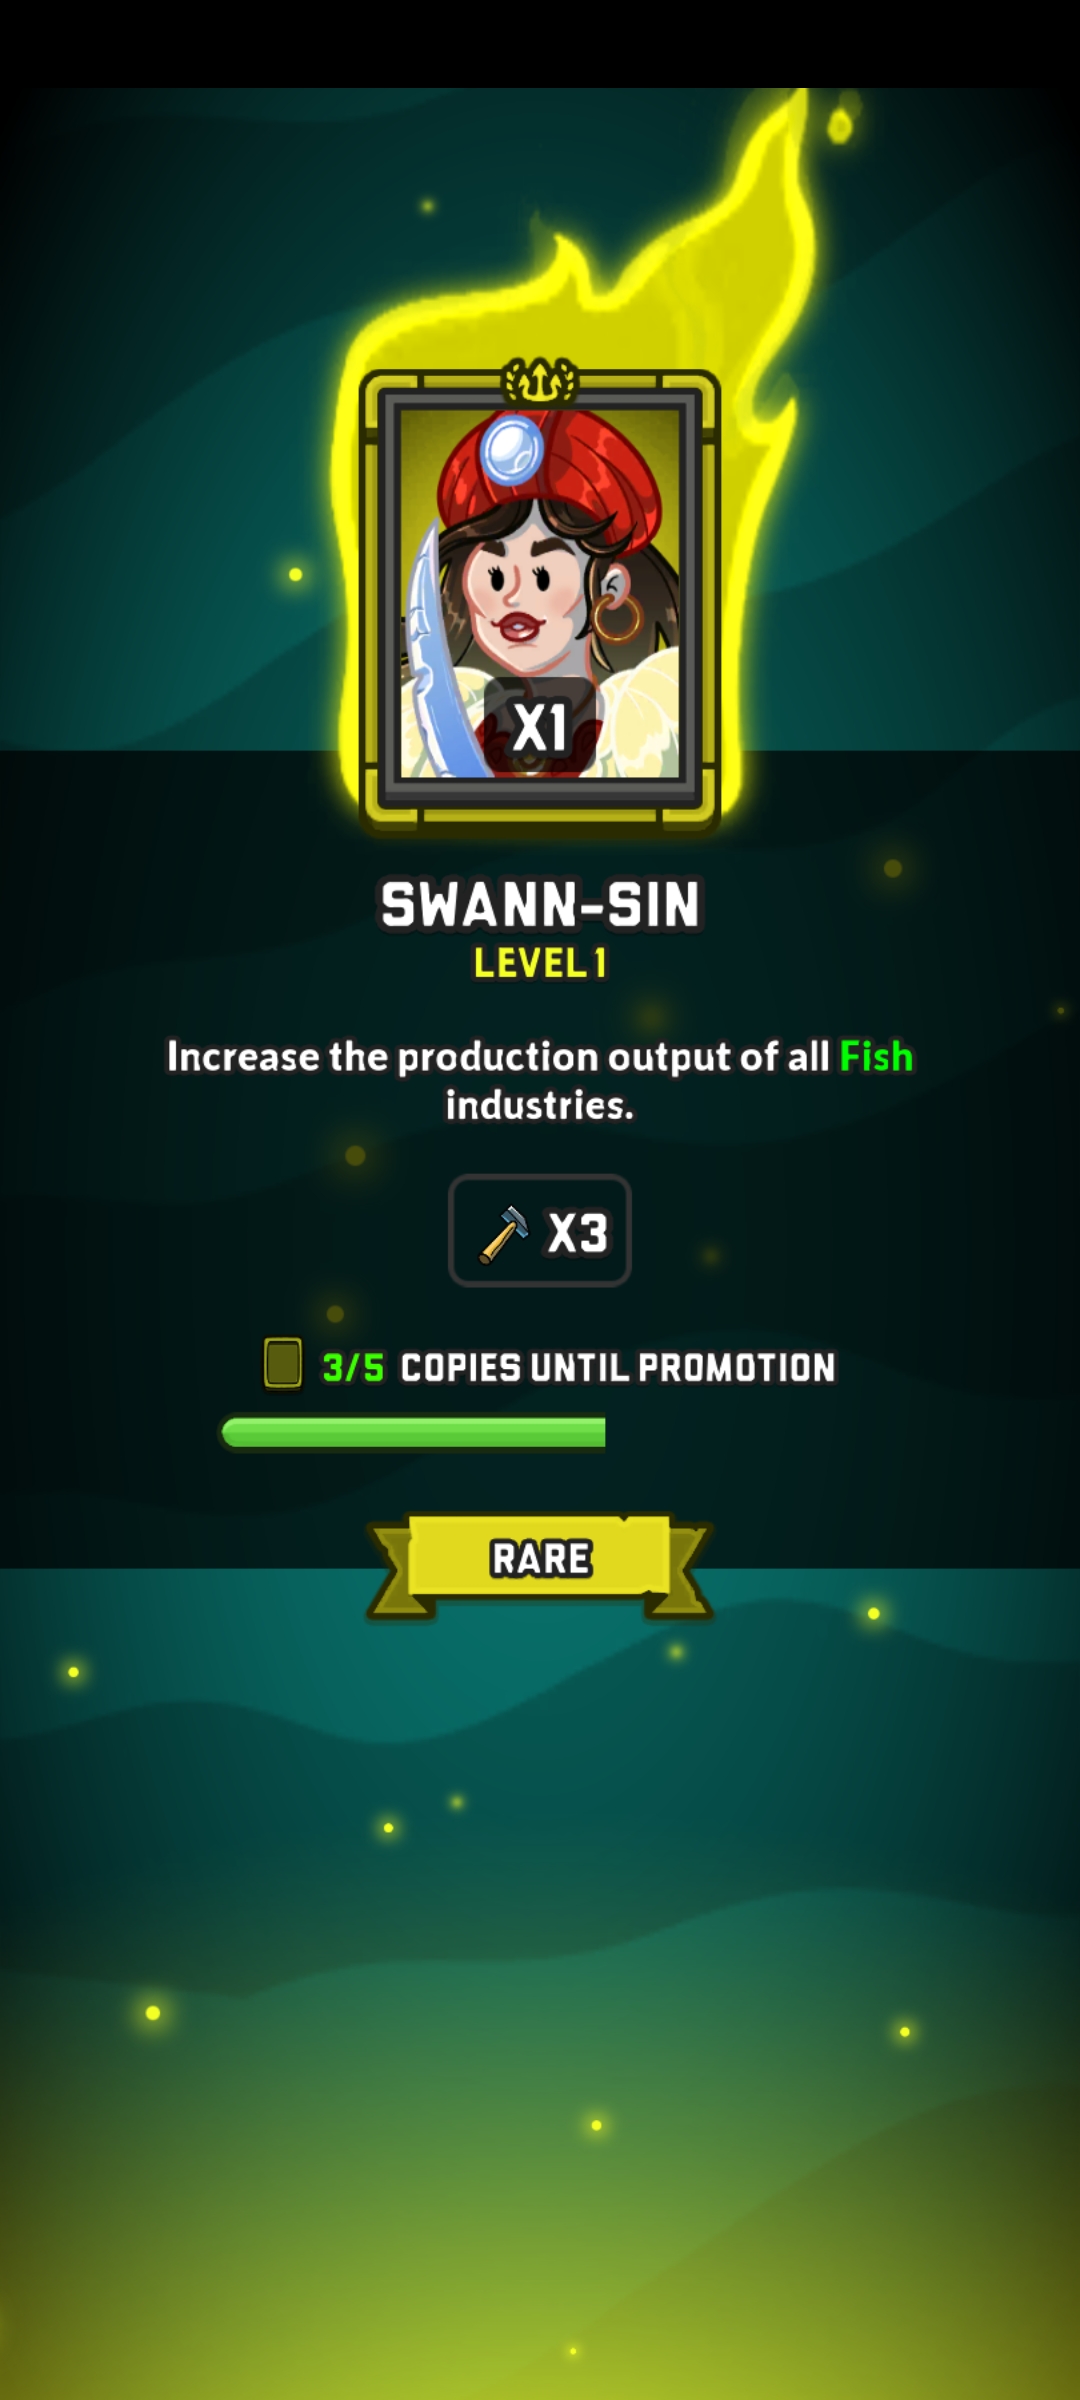 X1
SWANN-SIN
LEVEL 1
Increase the production output of all Fish
industries.
X3
3/5 COPIES UNTIL PROMOTION
RARE